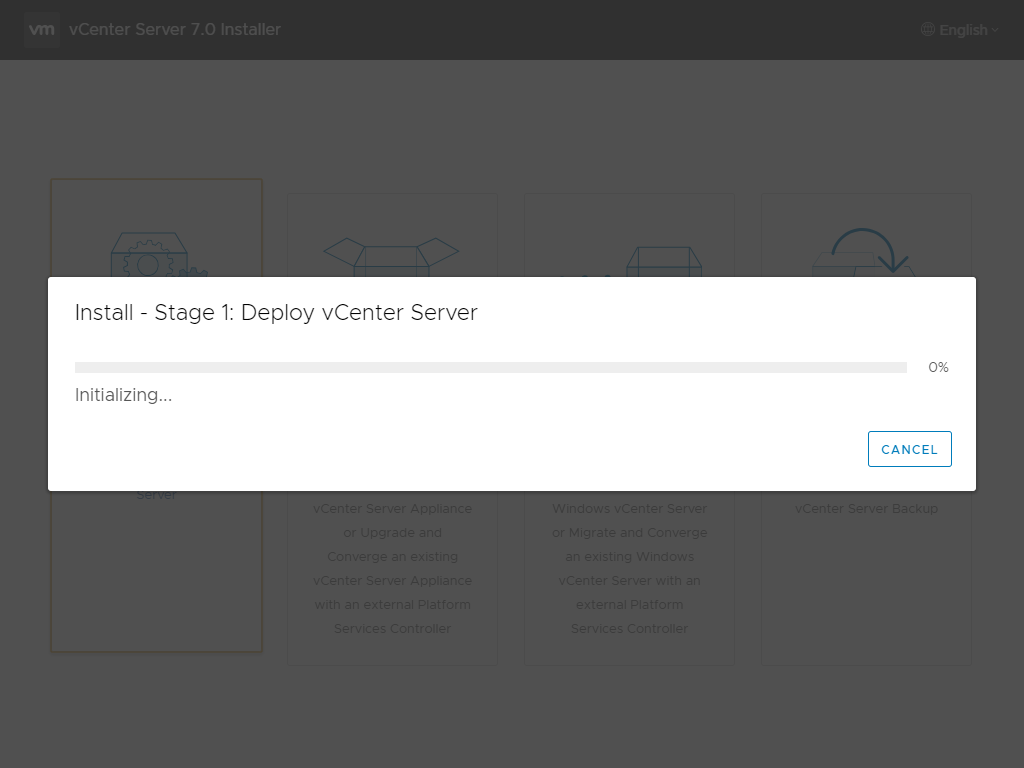 vm vCenter Server 7.0 Installer English
Install - Stage 1: Deploy vCenter Server
0%
Initializing...
CANCEL
Server
vCenter Server Appliance
or Upgrade and
Converge an existing
vCenter Server Appliance
with an external Platform
Services Controller
Windows vCenter Server
or Migrate and Converge
an existing Windows
vCenter Server with an
external Platform
Services Controller
vCenter Server Backup